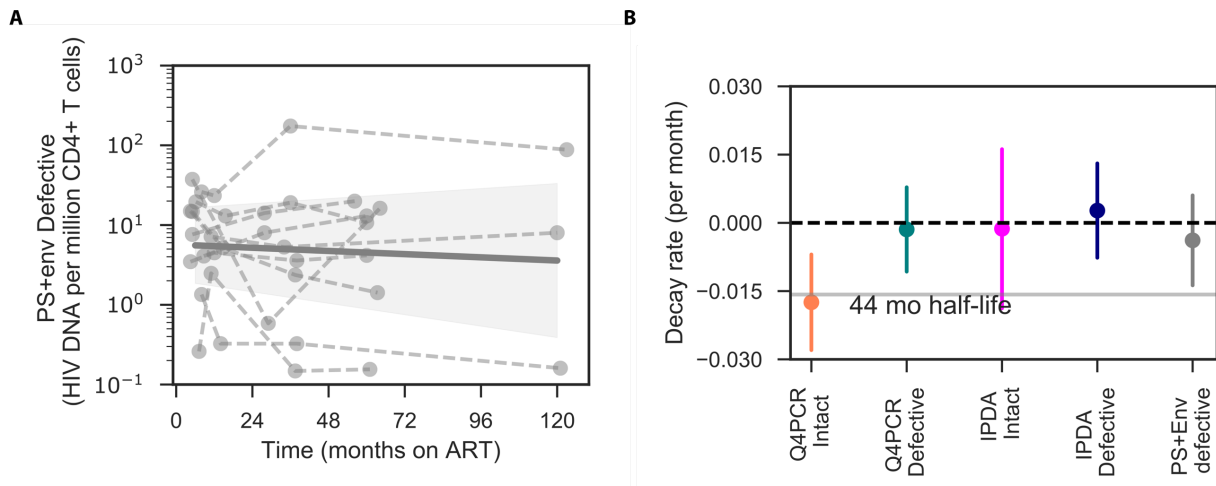 A
PS+env Defective
(HIV DNA per million CD4+ T cells)
10³
10²
10¹
10⁰
10⁻¹
0 24 48 72 96 120
Time (months on ART)
B
Decay rate (per month)
0.030
0.015
0.000
−0.015
−0.030
44 mo half-life
Q4PCR
Intact
Q4PCR
Defective
IPDA
Intact
IPDA
Defective
PS+Env
defective